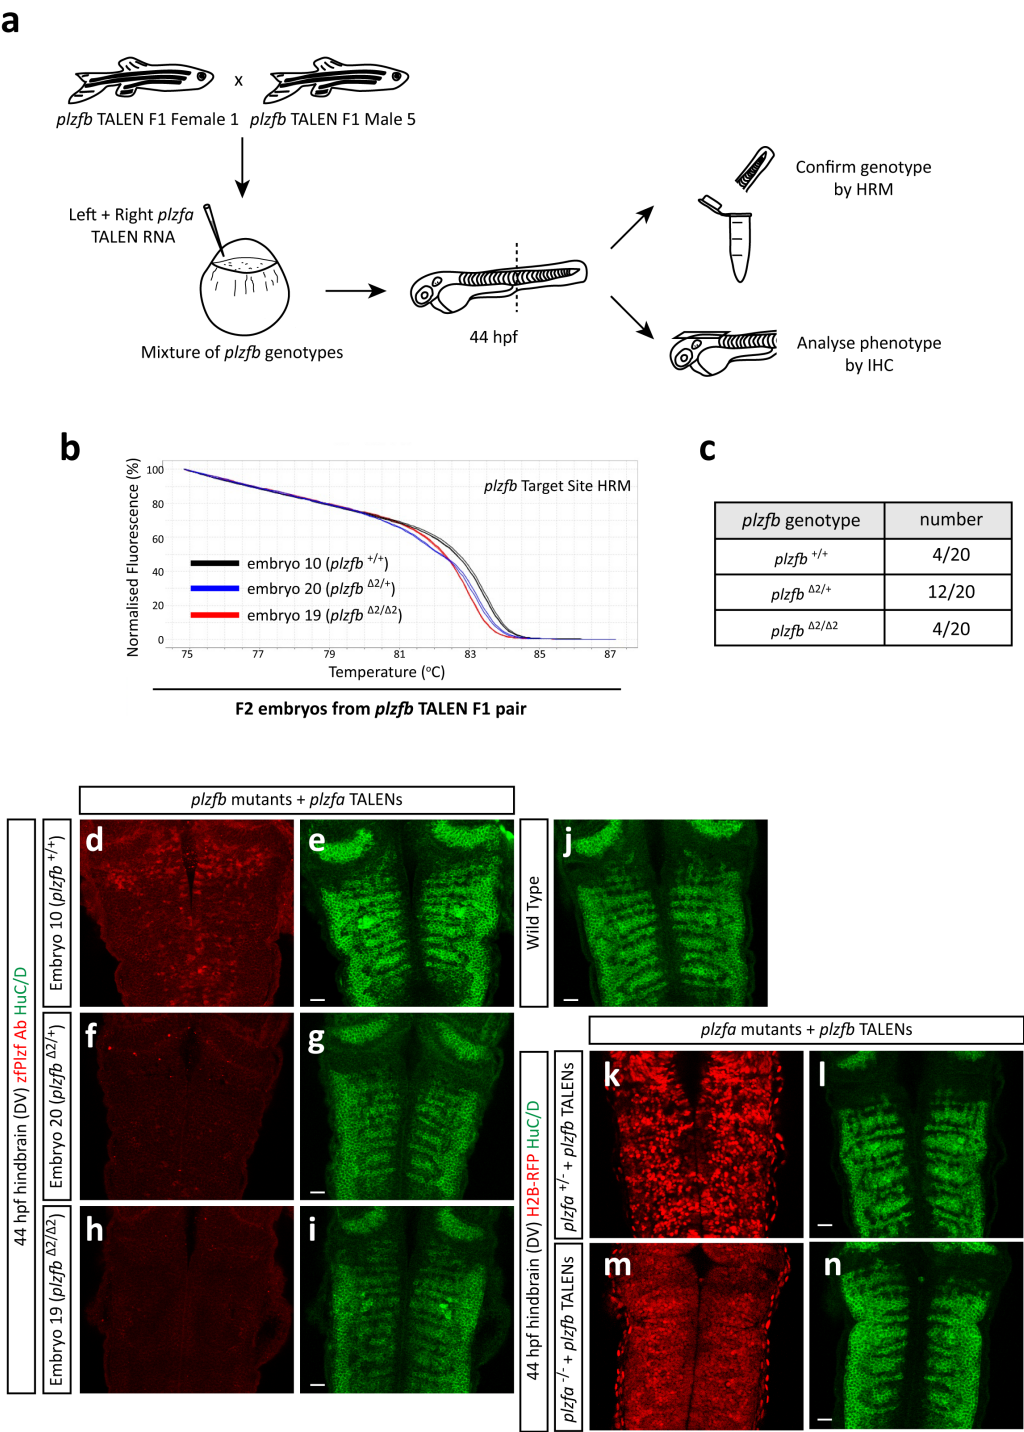 a
x
plzfb TALEN F1 Female 1
plzfb TALEN F1 Male 5
Left + Right plzfa
TALEN RNA
Mixture of plzfb genotypes
44 hpf
Confirm genotype
by HRM
Analyse phenotype
by IHC
b
Normalised Fluorescence (%)
100
80
60
40
20
0
plzfb Target Site HRM
embryo 10 (plzfb +/+)
embryo 20 (plzfb Δ2/+)
embryo 19 (plzfb Δ2/Δ2)
75 77 79 81 83 85 87
Temperature (°C)
F2 embryos from plzfb TALEN F1 pair
c
plzfb genotype number
plzfb +/+ 4/20
plzfb Δ2/+ 12/20
plzfb Δ2/Δ2 4/20
plzfb mutants + plzfa TALENs
44 hpf hindbrain (DV) zfPlzf Ab HuC/D
Embryo 10 (plzfb +/+)
d
e
Embryo 20 (plzfb Δ2/+)
f
g
Embryo 19 (plzfb Δ2/Δ2)
h
i
Wild Type
j
plzfa mutants + plzfb TALENs
44 hpf hindbrain (DV) H2B-RFP HuC/D
plzfa +/- + plzfb TALENs
k
l
plzfa -/- + plzfb TALENs
m
n